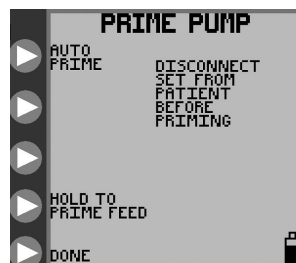 PRIME PUMP
AUTO
PRIME
DISCONNECT
SET FROM
PATIENT
BEFORE
PRIMING
HOLD TO
PRIME FEED
DONE